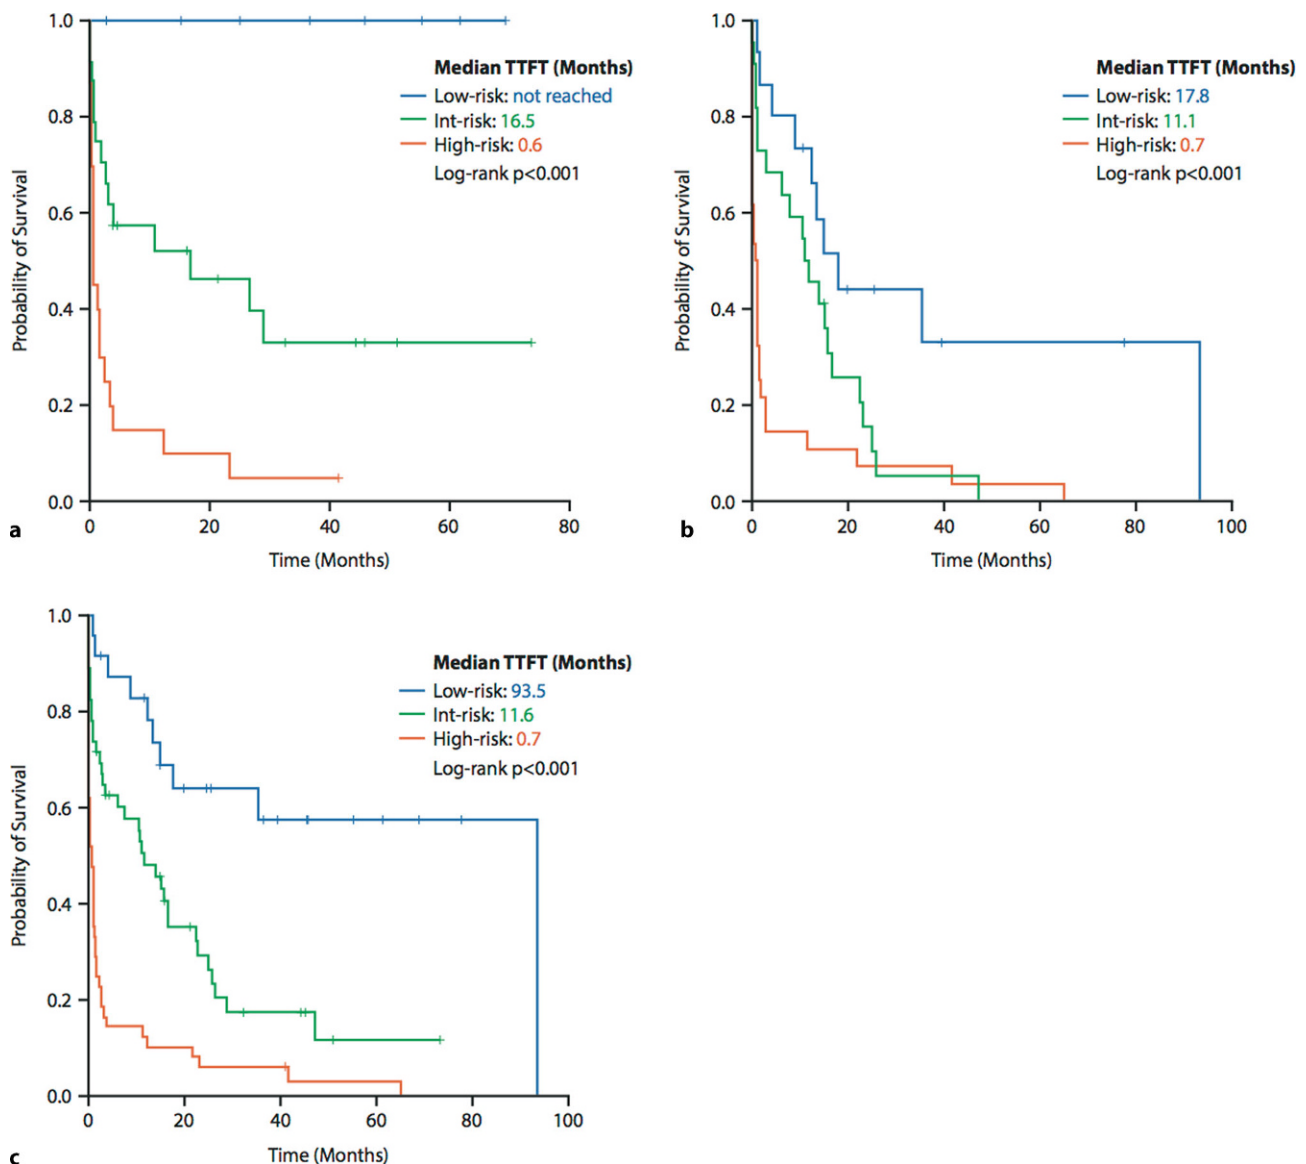 1.0
0.8
0.6
0.4
0.2
0.0
Probability of Survival
Median TTFT (Months)
Low-risk: not reached
Int-risk: 16.5
High-risk: 0.6
Log-rank p<0.001
0 20 40 60 80
Time (Months)
a
1.0
0.8
0.6
0.4
0.2
0.0
Probability of Survival
Median TTFT (Months)
Low-risk: 17.8
Int-risk: 11.1
High-risk: 0.7
Log-rank p<0.001
0 20 40 60 80 100
Time (Months)
b
1.0
0.8
0.6
0.4
0.2
0.0
Probability of Survival
Median TTFT (Months)
Low-risk: 93.5
Int-risk: 11.6
High-risk: 0.7
Log-rank p<0.001
0 20 40 60 80 100
Time (Months)
c